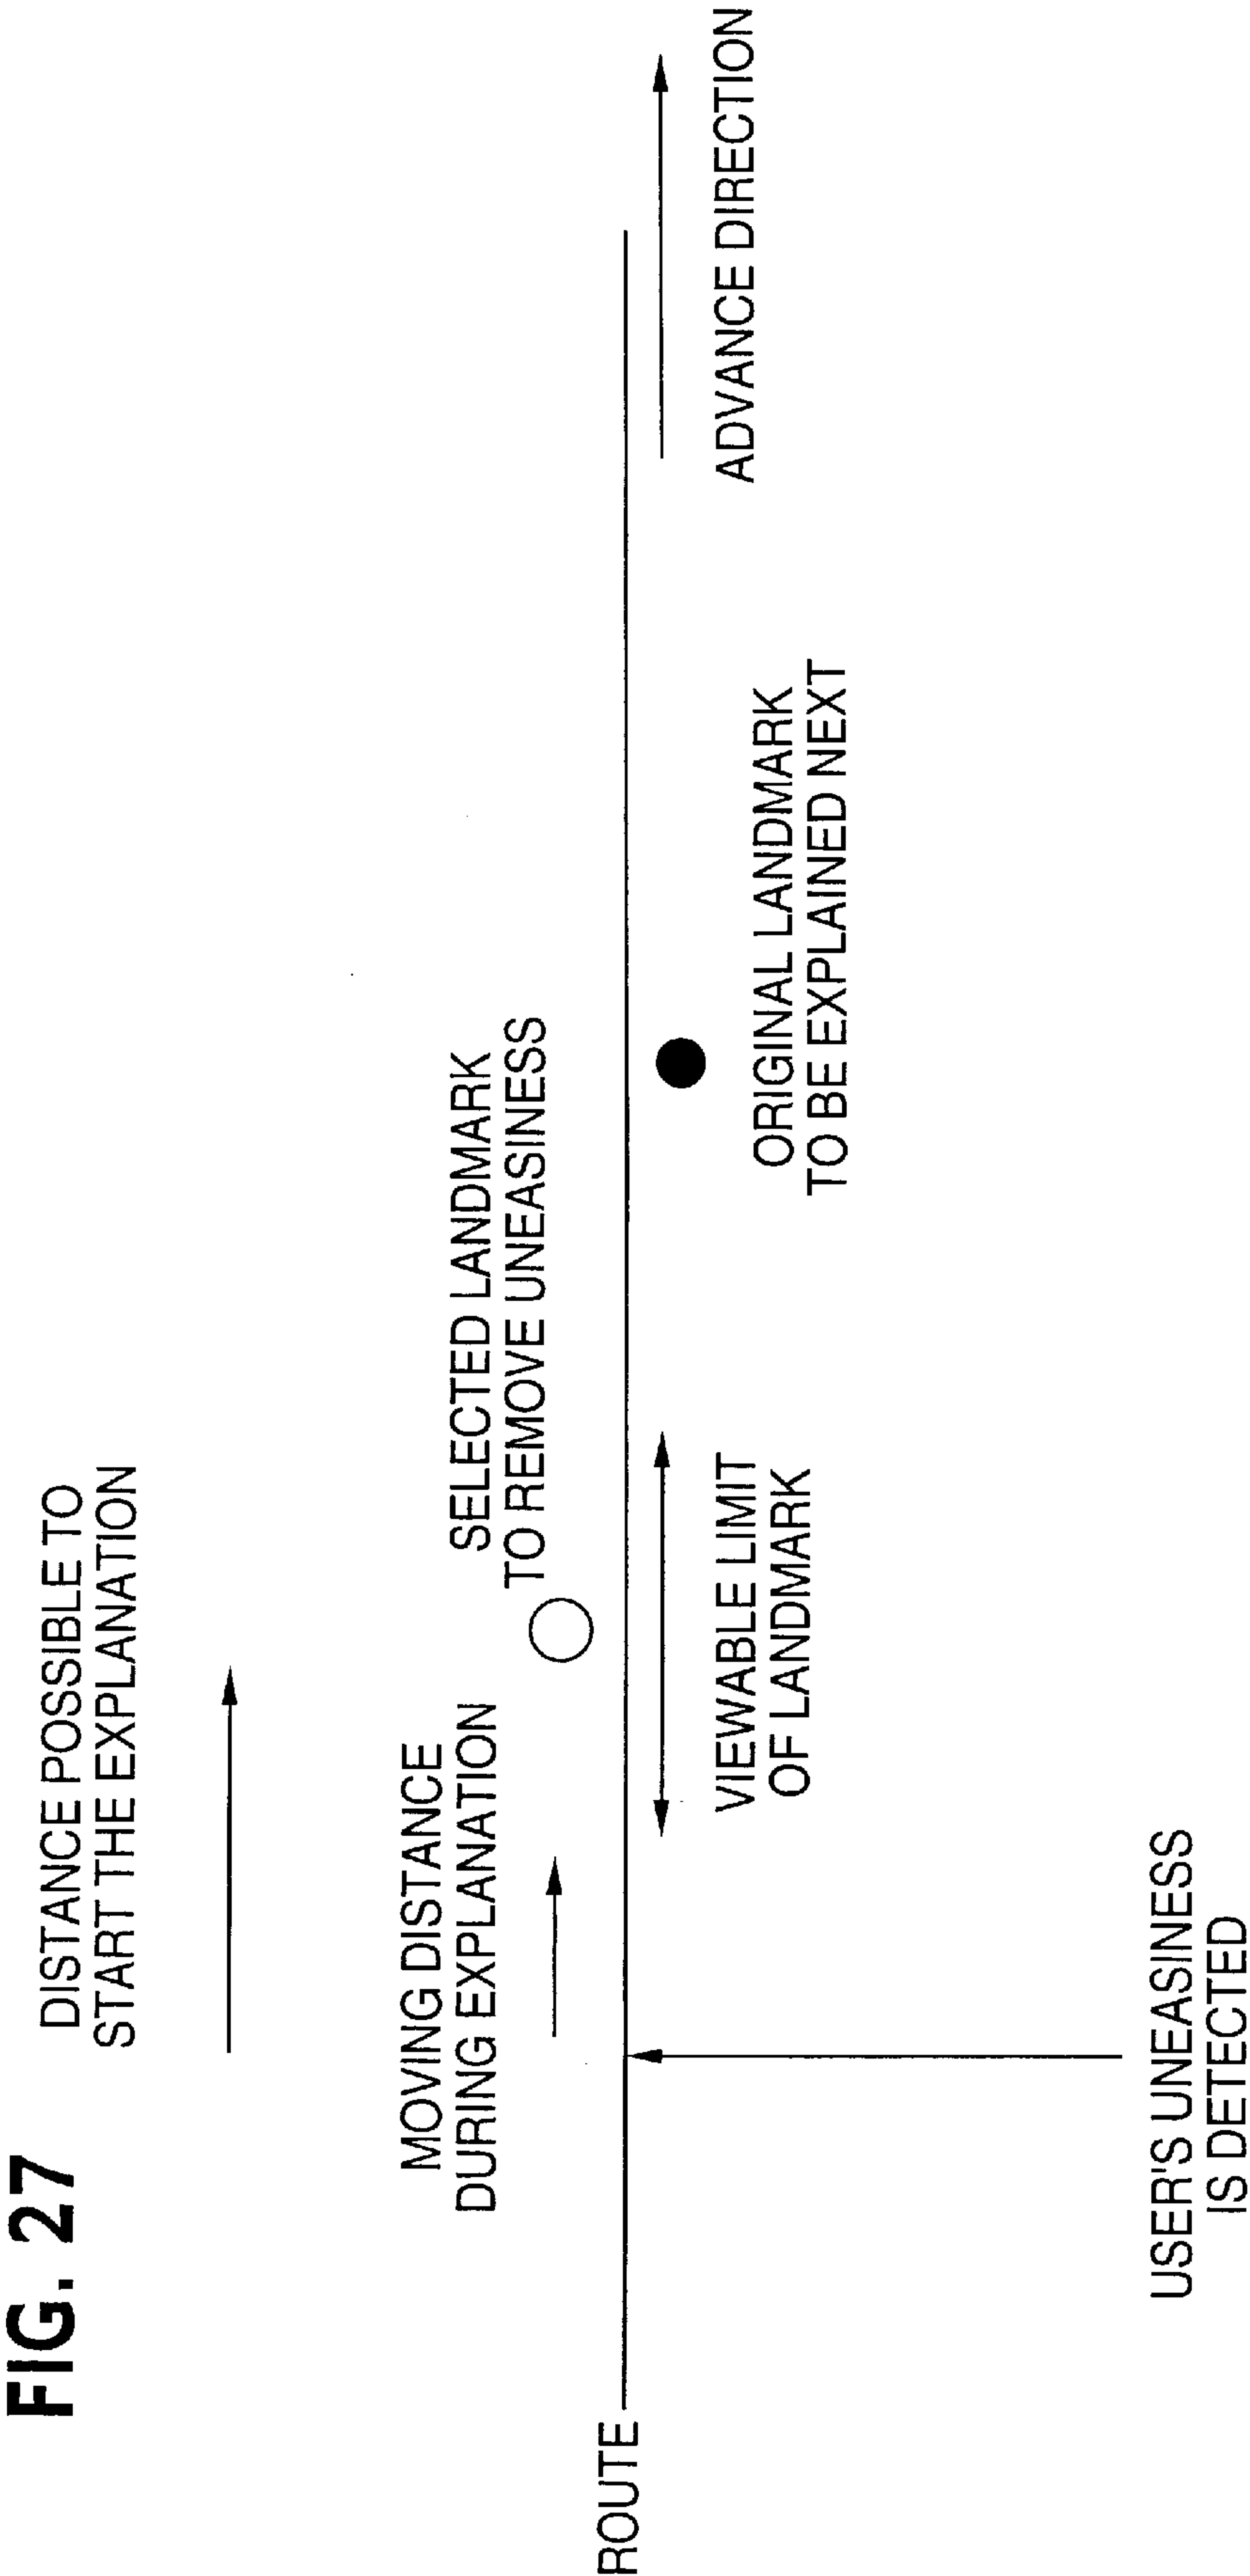 FIG. 27
DISTANCE POSSIBLE TO
START THE EXPLANATION
MOVING DISTANCE
DURING EXPLANATION
SELECTED LANDMARK
TO REMOVE UNEASINESS
ROUTE
VIEWABLE LIMIT
OF LANDMARK
ORIGINAL LANDMARK
TO BE EXPLAINED NEXT
ADVANCE DIRECTION
USER'S UNEASINESS
IS DETECTED